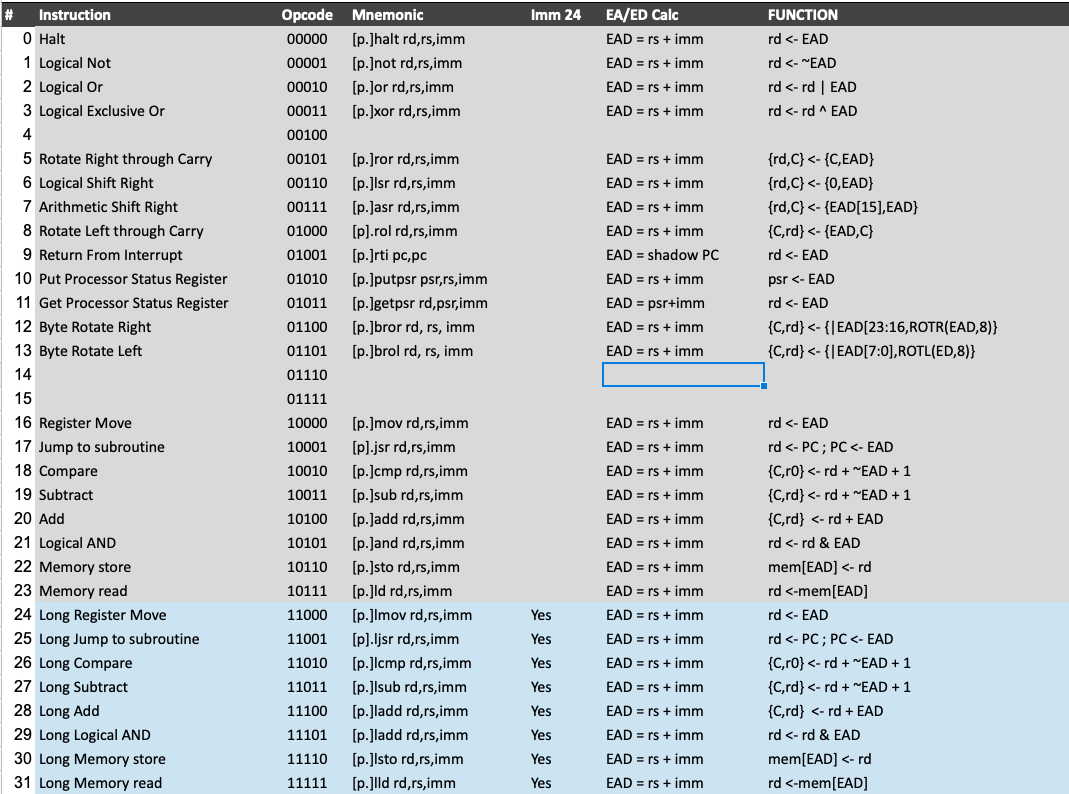 # Instruction Opcode Mnemonic Imm 24 EA/ED Calc FUNCTION
0 Halt 00000 [p.]halt rd,rs,imm EAD = rs + imm rd <- EAD
1 Logical Not 00001 [p.]not rd,rs,imm EAD = rs + imm rd <- ~EAD
2 Logical Or 00010 [p.]or rd,rs,imm EAD = rs + imm rd <- rd | EAD
3 Logical Exclusive Or 00011 [p.]xor rd,rs,imm EAD = rs + imm rd <- rd ^ EAD
4 00100
5 Rotate Right through Carry 00101 [p.]ror rd,rs,imm EAD = rs + imm {rd,C} <- {C,EAD}
6 Logical Shift Right 00110 [p.]lsr rd,rs,imm EAD = rs + imm {rd,C} <- {0,EAD}
7 Arithmetic Shift Right 00111 [p.]asr rd,rs,imm EAD = rs + imm {rd,C} <- {EAD[15],EAD}
8 Rotate Left through Carry 01000 [p].rol rd,rs,imm EAD = rs + imm {C,rd} <- {EAD,C}
9 Return From Interrupt 01001 [p.]rti pc,pc EAD = shadow PC rd <- EAD
10 Put Processor Status Register 01010 [p.]putpsr psr,rs,imm EAD = rs + imm psr <- EAD
11 Get Processor Status Register 01011 [p.]getpsr rd,psr,imm EAD = psr+imm rd <- EAD
12 Byte Rotate Right 01100 [p.]bror rd, rs, imm EAD = rs + imm {C,rd} <- {|EAD[23:16,ROTR(EAD,8)}
13 Byte Rotate Left 01101 [p.]brol rd, rs, imm EAD = rs + imm {C,rd} <- {|EAD[7:0],ROTL(ED,8)}
14 01110
15 01111
16 Register Move 10000 [p.]mov rd,rs,imm EAD = rs + imm rd <- EAD
17 Jump to subroutine 10001 [p].jsr rd,rs,imm EAD = rs + imm rd <- PC ; PC <- EAD
18 Compare 10010 [p.]cmp rd,rs,imm EAD = rs + imm {C,r0} <- rd + ~EAD + 1
19 Subtract 10011 [p.]sub rd,rs,imm EAD = rs + imm {C,rd} <- rd + ~EAD + 1
20 Add 10100 [p.]add rd,rs,imm EAD = rs + imm {C,rd} <- rd + EAD
21 Logical AND 10101 [p.]and rd,rs,imm EAD = rs + imm rd <- rd & EAD
22 Memory store 10110 [p.]sto rd,rs,imm EAD = rs + imm mem[EAD] <- rd
23 Memory read 10111 [p.]ld rd,rs,imm EAD = rs + imm rd <-mem[EAD]
24 Long Register Move 11000 [p.]lmov rd,rs,imm Yes EAD = rs + imm rd <- EAD
25 Long Jump to subroutine 11001 [p].ljsr rd,rs,imm Yes EAD = rs + imm rd <- PC ; PC <- EAD
26 Long Compare 11010 [p.]lcmp rd,rs,imm Yes EAD = rs + imm {C,r0} <- rd + ~EAD + 1
27 Long Subtract 11011 [p.]lsub rd,rs,imm Yes EAD = rs + imm {C,rd} <- rd + ~EAD + 1
28 Long Add 11100 [p.]ladd rd,rs,imm Yes EAD = rs + imm {C,rd} <- rd + EAD
29 Long Logical AND 11101 [p.]ladd rd,rs,imm Yes EAD = rs + imm rd <- rd & EAD
30 Long Memory store 11110 [p.]lsto rd,rs,imm Yes EAD = rs + imm mem[EAD] <- rd
31 Long Memory read 11111 [p.]lld rd,rs,imm Yes EAD = rs + imm rd <-mem[EAD]